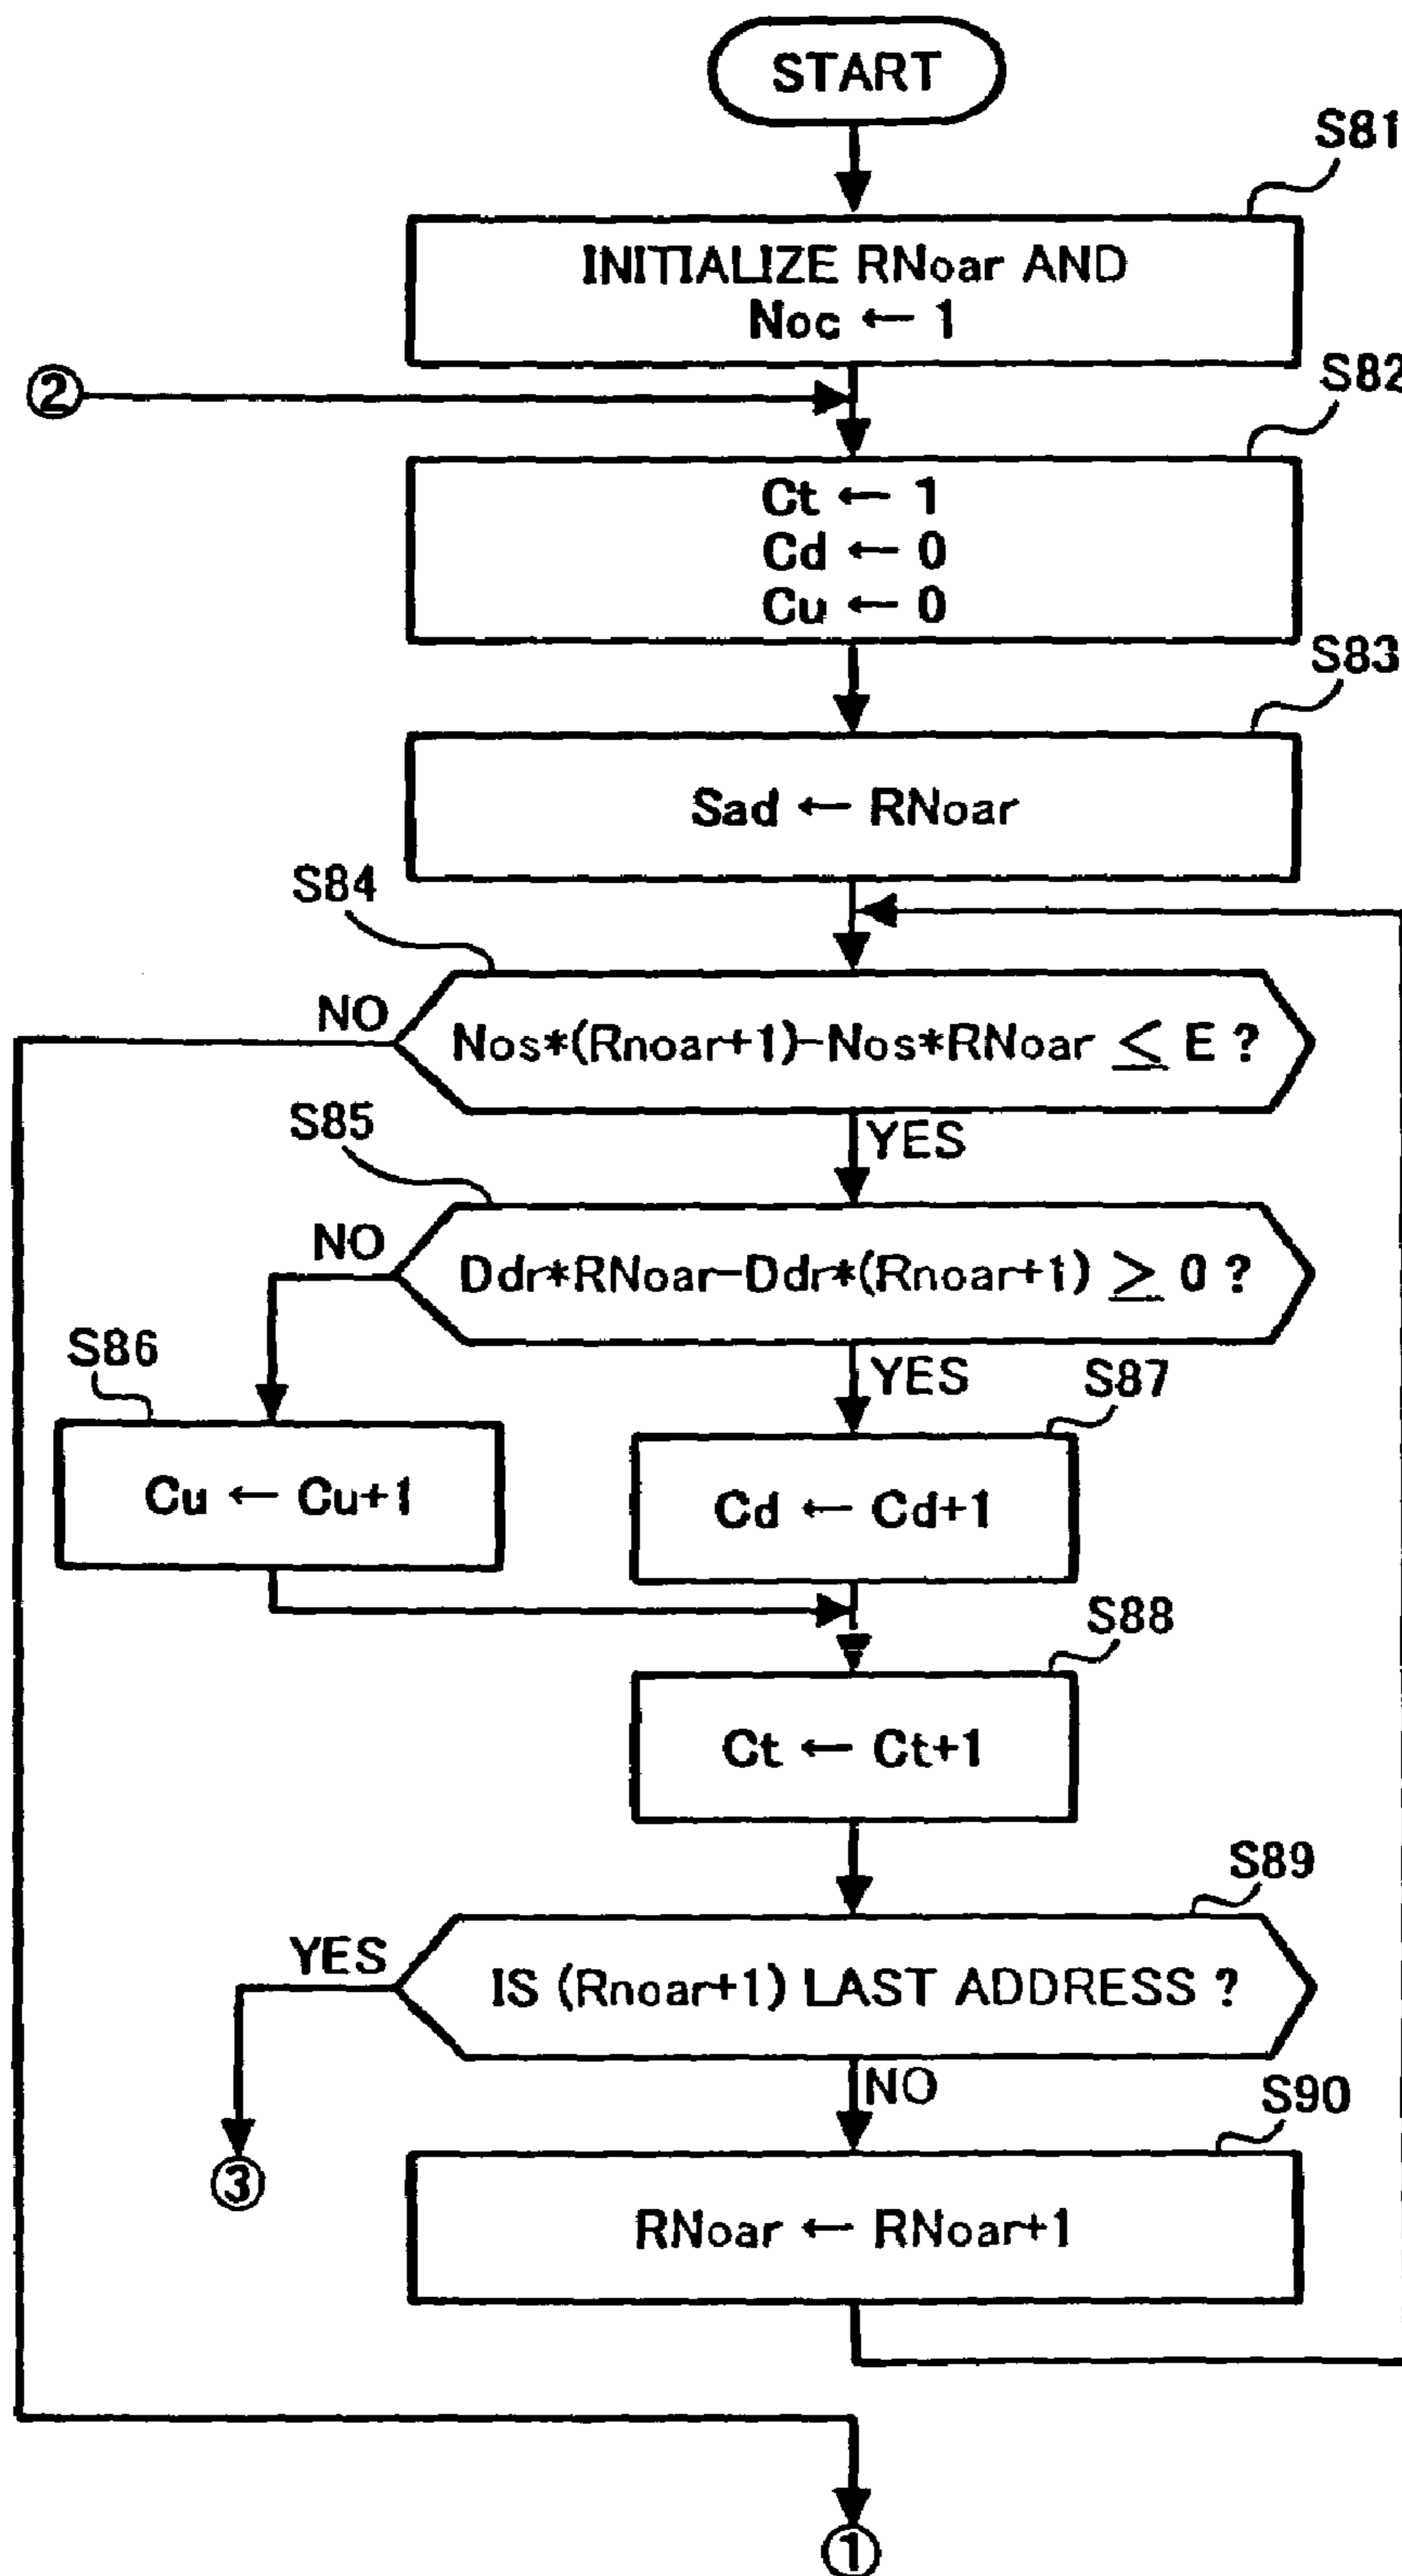 START
S81
INITIALIZE RNoar AND
Noc ← 1
②
S82
Ct ← 1
Cd ← 0
Cu ← 0
S83
Sad ← RNoar
S84
NO
Nos*(Rnoar+1)-Nos*RNoar ≤ E ?
YES
S85
NO
Ddr*RNoar-Ddr*(Rnoar+1) ≥ 0 ?
YES
S86
Cu ← Cu+1
S87
Cd ← Cd+1
S88
Ct ← Ct+1
S89
YES
IS (Rnoar+1) LAST ADDRESS ?
NO
③
S90
RNoar ← RNoar+1
①